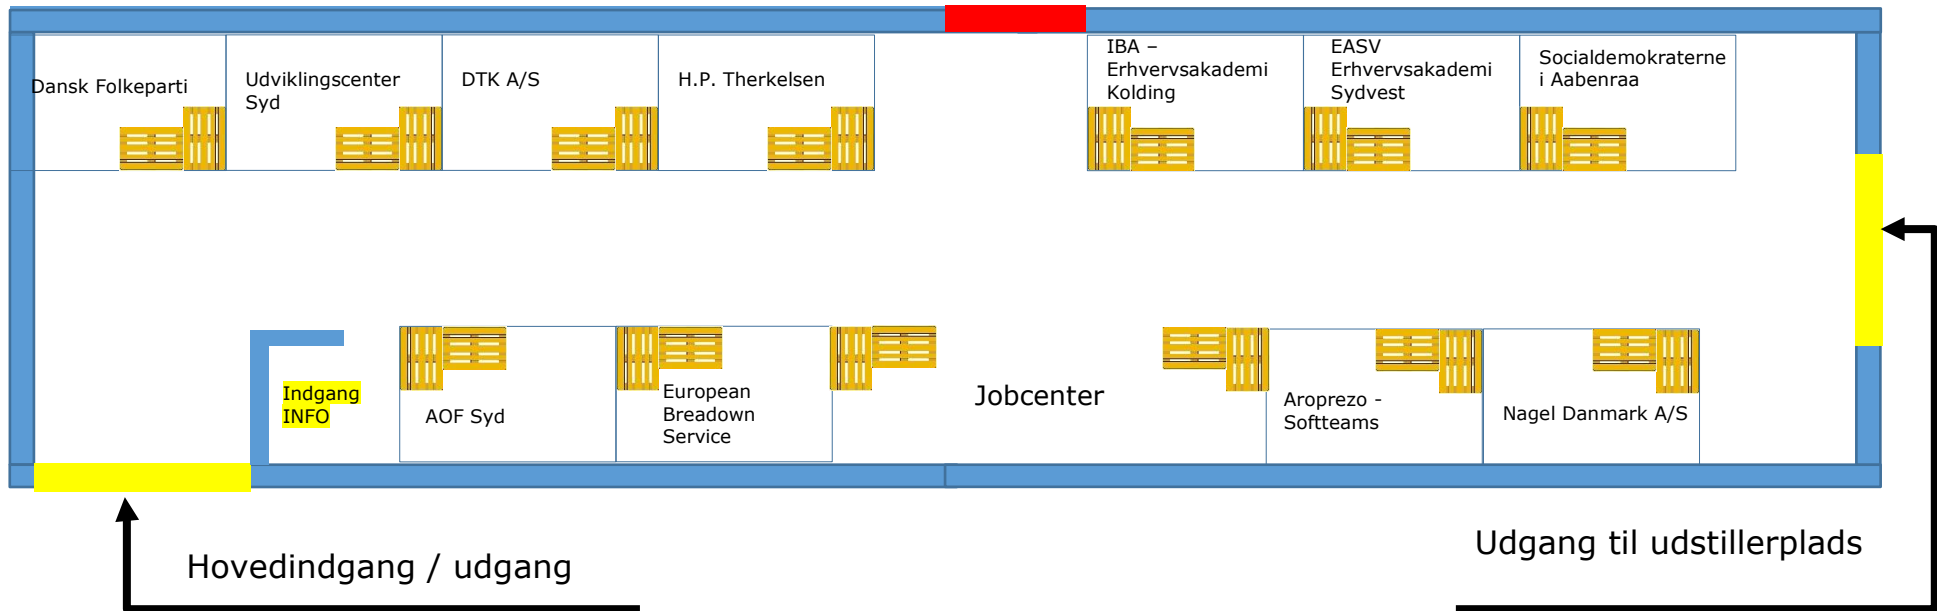 Dansk Folkeparti
Udviklingscenter
Syd
DTK A/S
H.P. Therkelsen
IBA –
Erhvervsakademi
Kolding
EASV
Erhvervsakademi
Sydvest
Socialdemokraterne
i Aabenraa
Indgang
INFO
AOF Syd
European
Breadown
Service
Jobcenter
Aroprezo -
Softteams
Nagel Danmark A/S
Hovedindgang / udgang
Udgang til udstillerplads